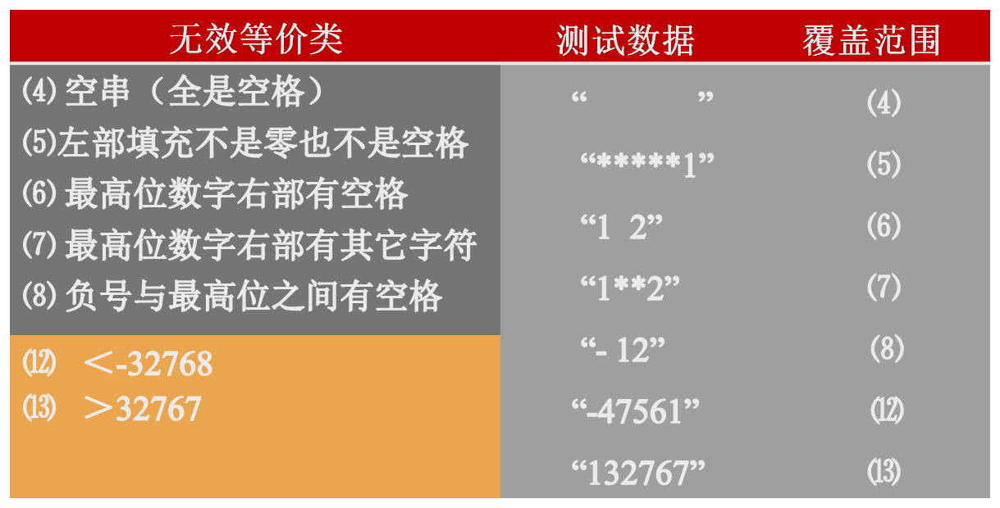 无效等价类 测试数据 覆盖范围
⑷ 空串（全是空格）
⑸左部填充不是零也不是空格
⑹ 最高位数字右部有空格
⑺ 最高位数字右部有其它字符
⑻ 负号与最高位之间有空格
⑿ ＜-32768
⒀ ＞32767
“ ” ⑷
“*****1” ⑸
“1 2” ⑹
“1**2” ⑺
“- 12” ⑻
“-47561” ⑿
“132767” ⒀